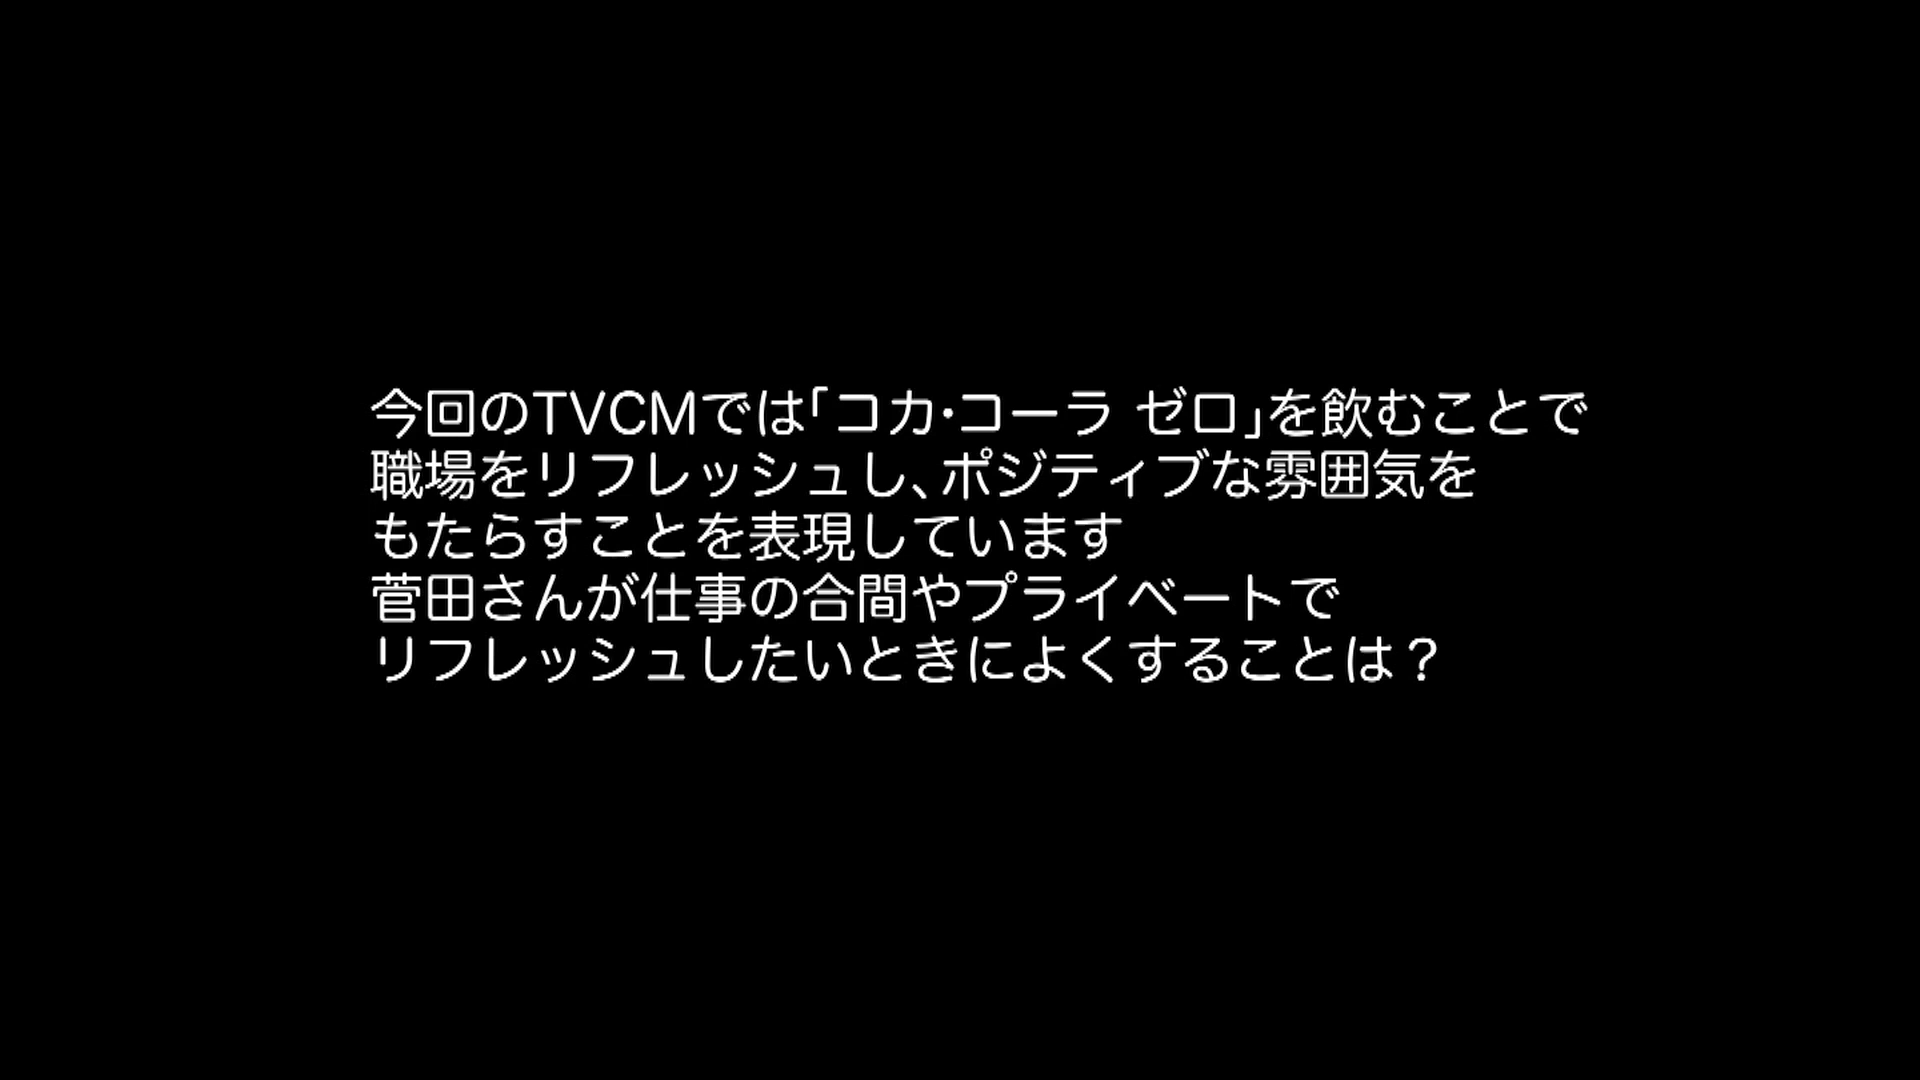 今回のTVCMでは「コカ・コーラ ゼロ」を飲むことで
職場をリフレッシュし、ポジティブな雰囲気を
もたらすことを表現しています
菅田さんが仕事の合間やプライベートで
リフレッシュしたいときによくすることは？